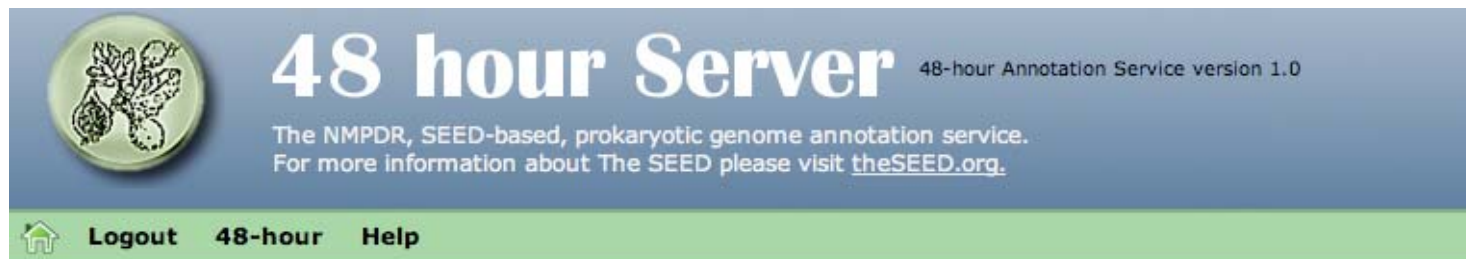 48 hour Server 48-hour Annotation Service version 1.0
The NMPDR, SEED-based, prokaryotic genome annotation service.
For more information about The SEED please visit theSEED.org.
Logout 48-hour Help